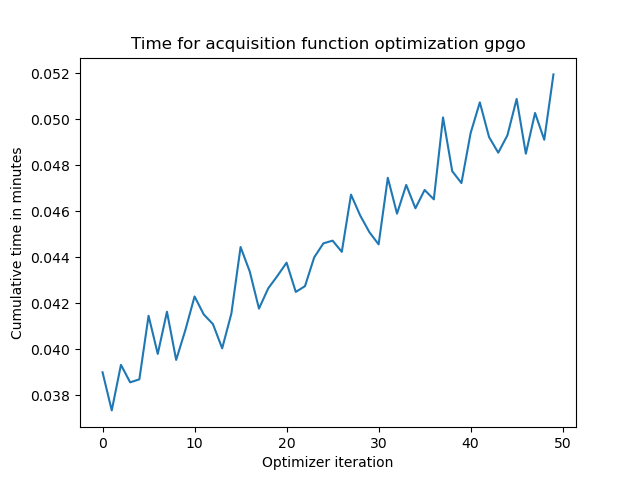 Time for acquisition function optimization gpgo
0.052
0.050
0.048
0.046
0.044
0.042
0.040
0.038
Cumulative time in minutes
0 10 20 30 40 50
Optimizer iteration